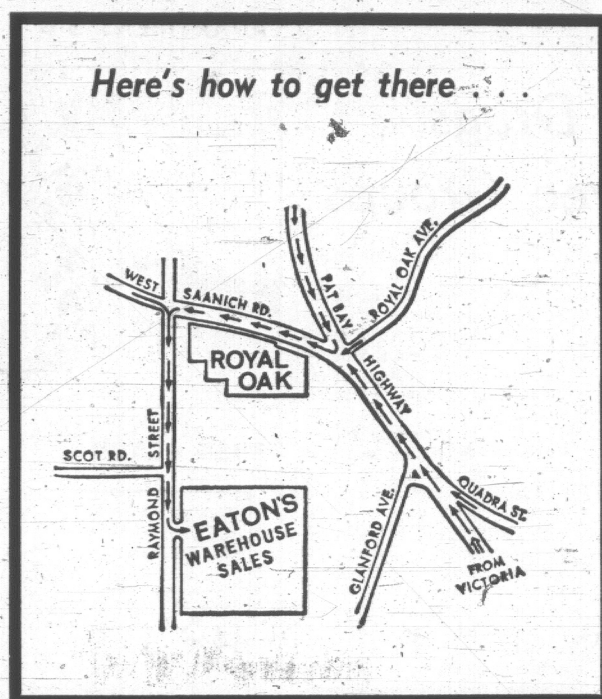 Here's how to get there . . .
PAT BAY
HIGHWAY
ROYAL OAK AVE.
WEST
SAANICH RD.
ROYAL
OAK
STREET
RAYMOND
SCOT RD.
EATON'S
WAREHOUSE
SALES
GLANFORD AVE.
QUADRA ST.
FROM
VICTORIA